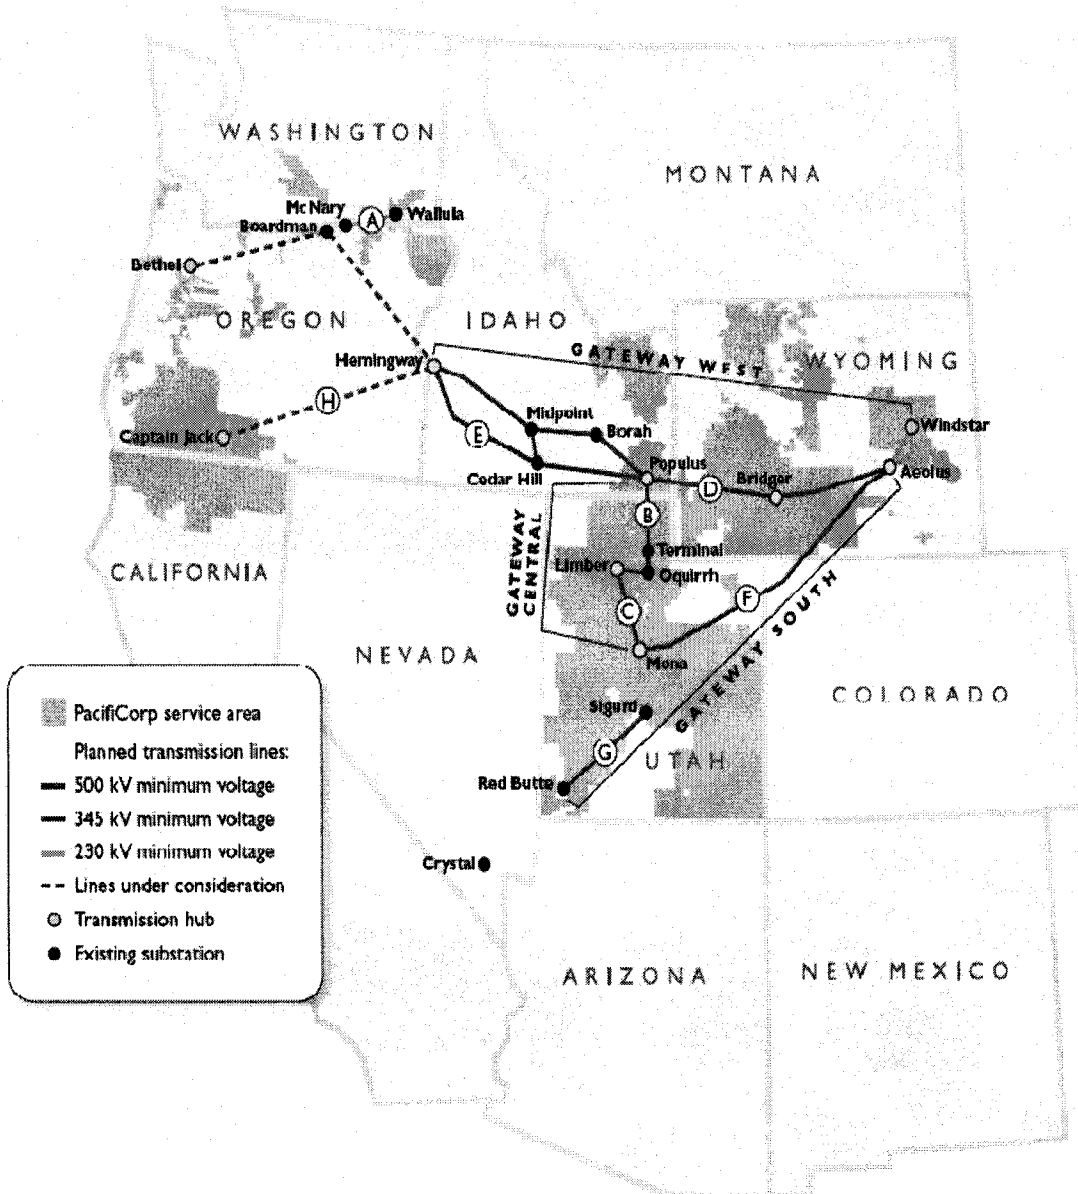 WASHINGTON
MONTANA
Mc Nary
A
Wallula
Boardman
Bethel
OREGON
IDAHO
GATEWAY WEST
WYOMING
Hemingway
H
Captain Jack
Midpoint
Borah
E
Windstar
Cedar Hill
Populus
D
Bridger
Aeolus
B
GATEWAY
CENTRAL
Terminal
Limber
Oquirrh
CALIFORNIA
C
F
GATEWAY SOUTH
NEVADA
Mona
COLORADO
Sigurd
G
UTAH
Red Butte
PacifiCorp service area
Planned transmission lines:
500 kV minimum voltage
345 kV minimum voltage
230 kV minimum voltage
Lines under consideration
Transmission hub
Existing substation
Crystal
ARIZONA
NEW MEXICO